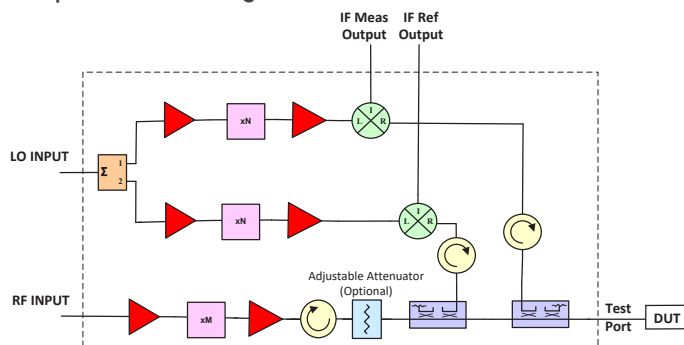 IF Meas
Output
IF Ref
Output
LO INPUT
Σ
1
2
xN
I
L
R
xN
I
L
R
Adjustable Attenuator
(Optional)
RF INPUT
xM
Test
Port
DUT